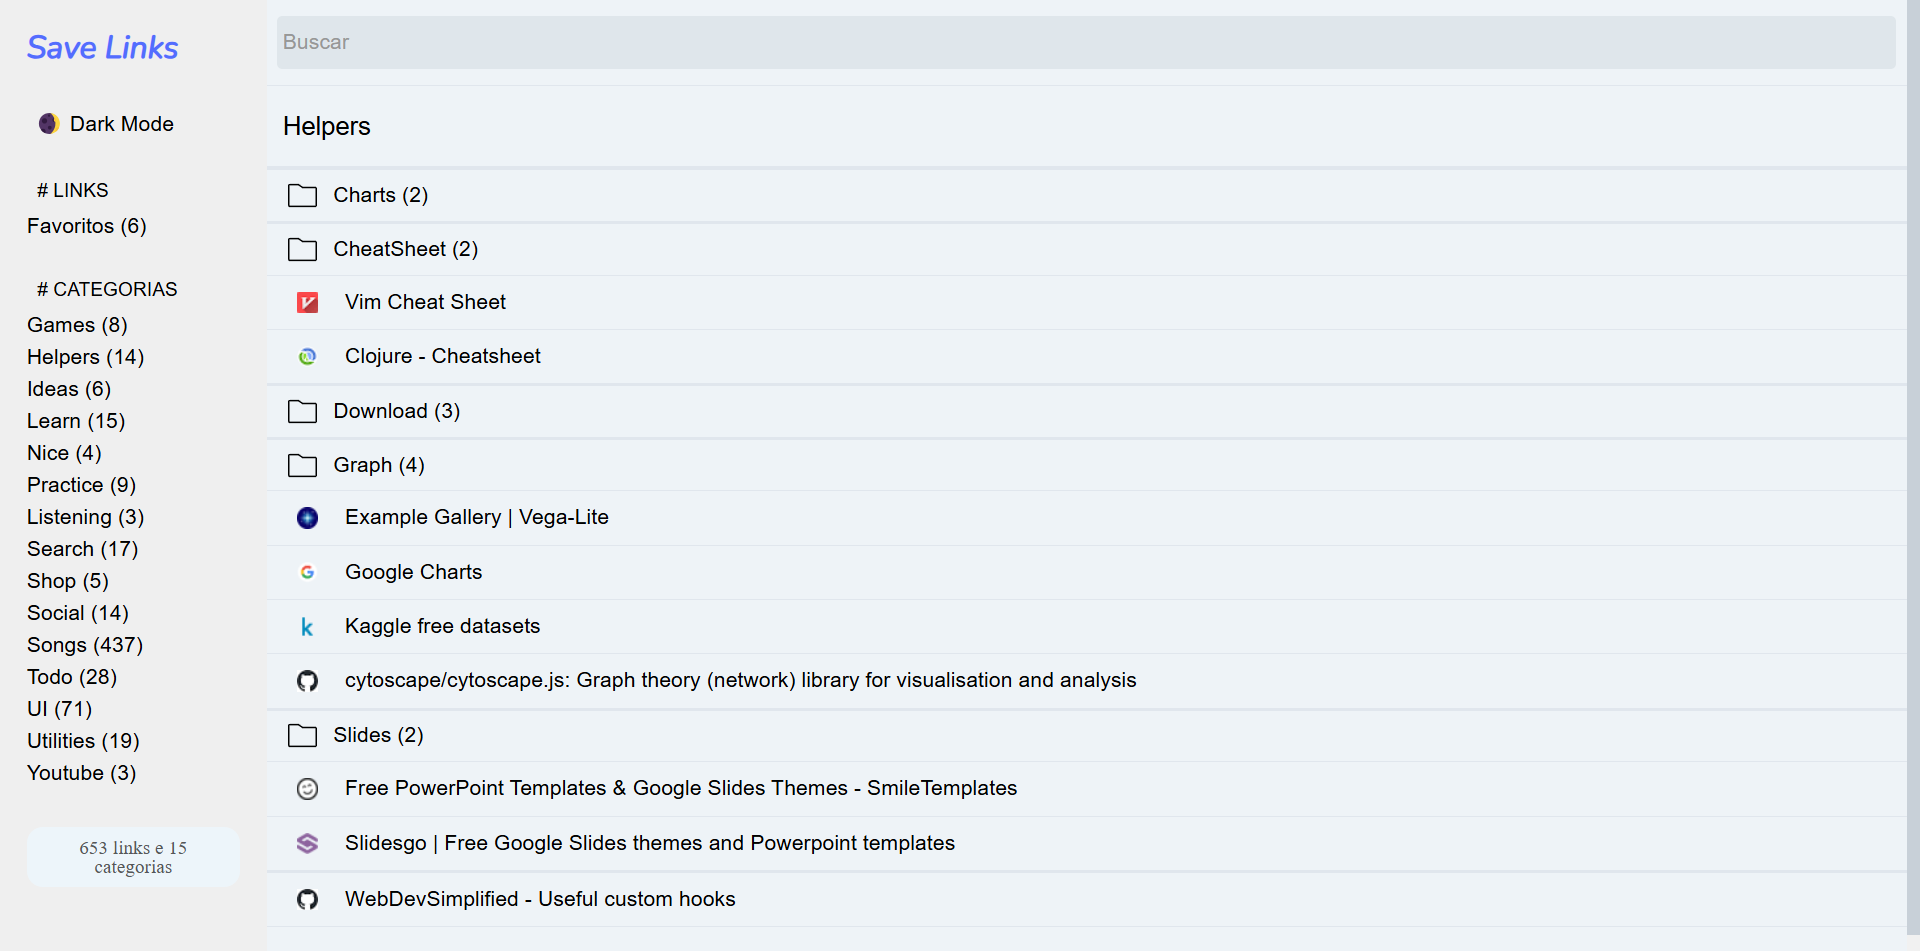 Save Links
Dark Mode
# LINKS
Favoritos (6)
# CATEGORIAS
Games (8)
Helpers (14)
Ideas (6)
Learn (15)
Nice (4)
Practice (9)
Listening (3)
Search (17)
Shop (5)
Social (14)
Songs (437)
Todo (28)
UI (71)
Utilities (19)
Youtube (3)
653 links e 15
categorias
Buscar
Helpers
Charts (2)
CheatSheet (2)
Vim Cheat Sheet
Clojure - Cheatsheet
Download (3)
Graph (4)
Example Gallery | Vega-Lite
Google Charts
Kaggle free datasets
cytoscape/cytoscape.js: Graph theory (network) library for visualisation and analysis
Slides (2)
Free PowerPoint Templates & Google Slides Themes - SmileTemplates
Slidesgo | Free Google Slides themes and Powerpoint templates
WebDevSimplified - Useful custom hooks